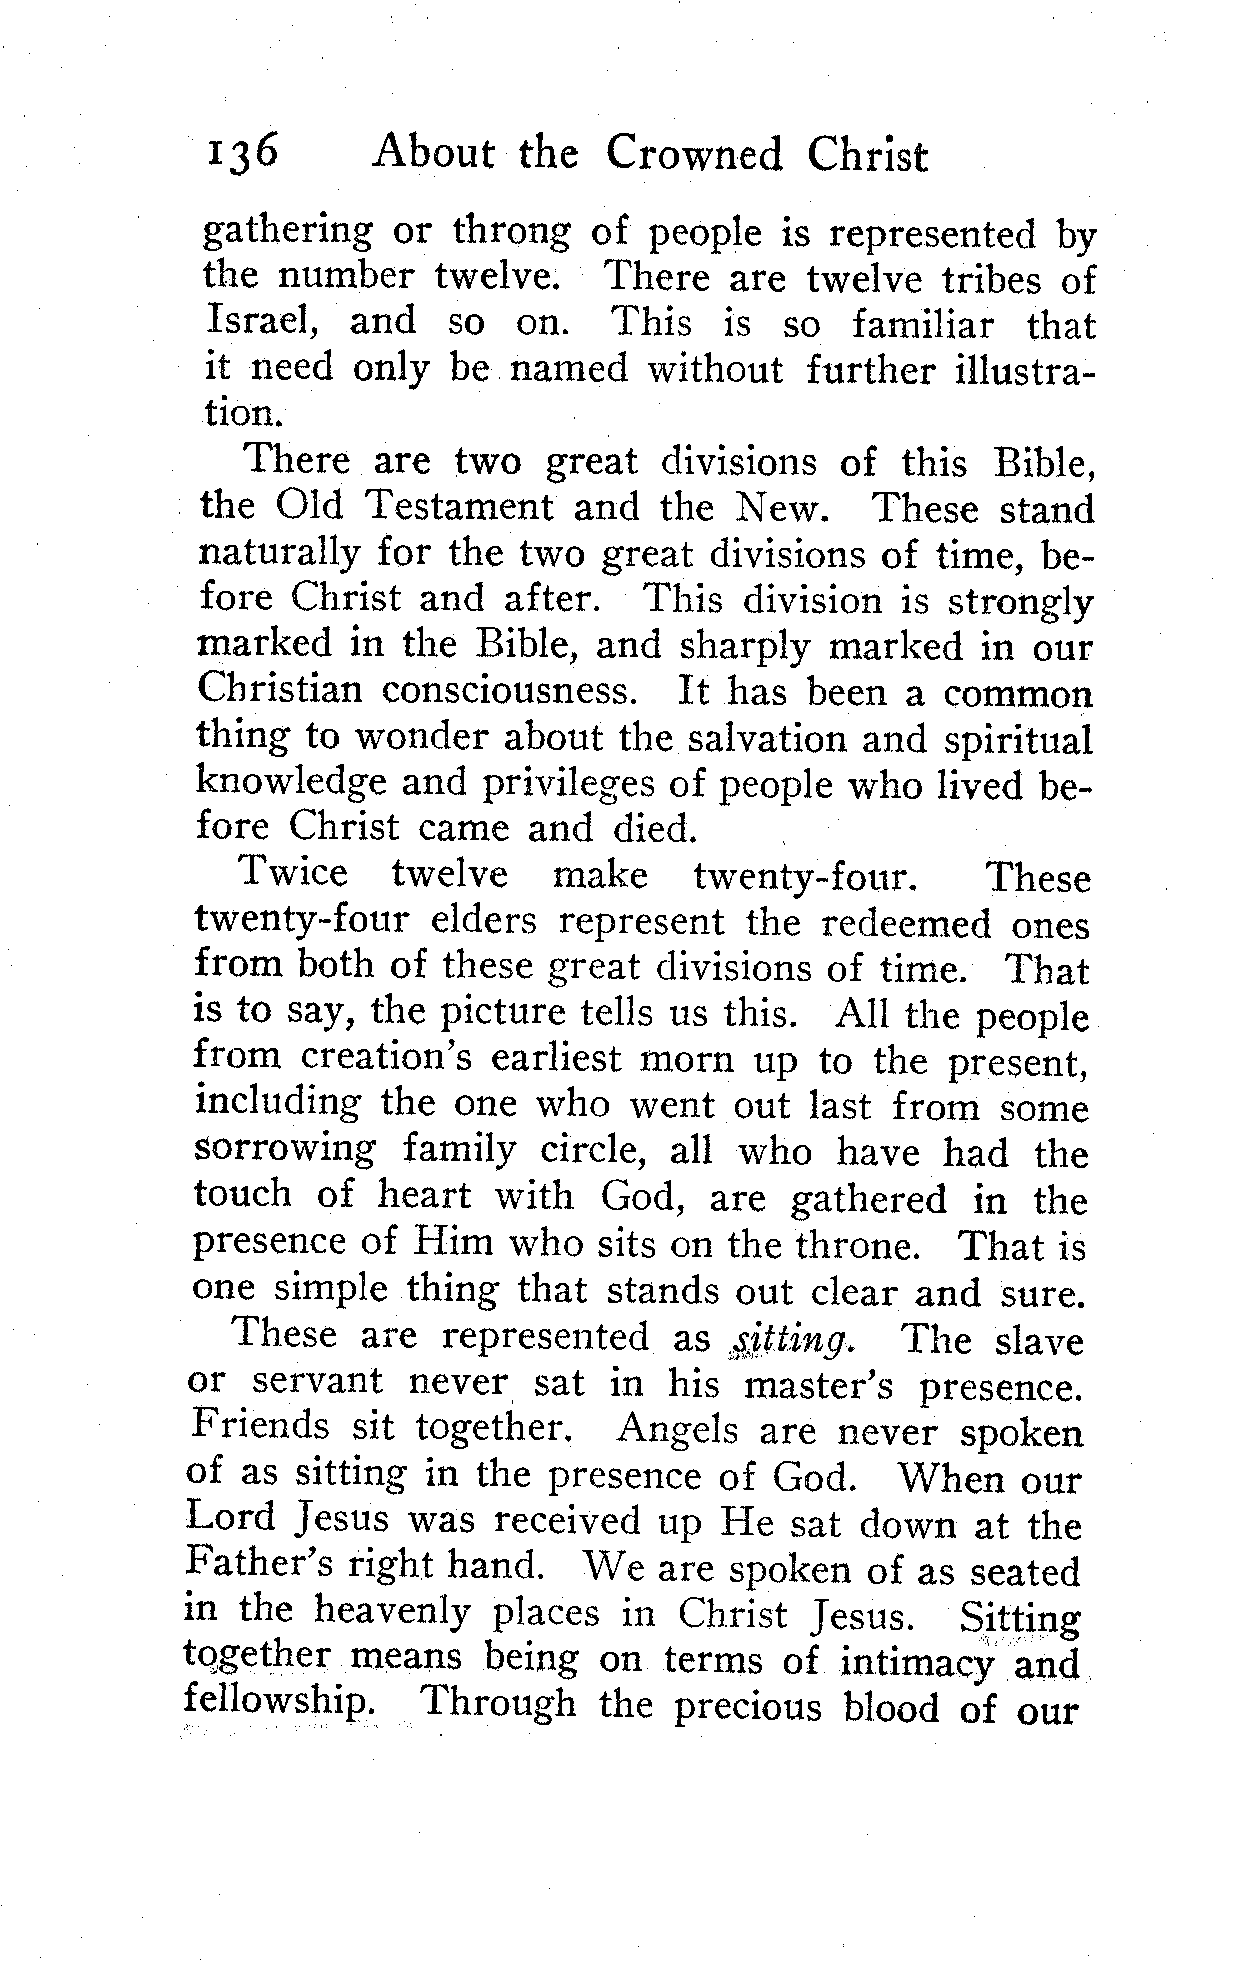 136 About the Crowned Christ
gathering or throng of people is represented by
the number twelve. There are twelve tribes of
Israel, and so on. This is so familiar that
it need only be named without further illustra-
tion.
There are two great divisions of this Bible,
the Old Testament and the New. These stand
naturally for the two great divisions of time, be-
fore Christ and after. This division is strongly
marked in the Bible, and sharply marked in our
Christian consciousness. It has been a common
thing to wonder about the salvation and spiritual
knowledge and privileges of people who lived be-
fore Christ came and died.
Twice twelve make twenty-four. These
twenty-four elders represent the redeemed ones
from both of these great divisions of time. That
is to say, the picture tells us this. All the people
from creation's earliest morn up to the present,
including the one who went out last from some
sorrowing family circle, all who have had the
touch of heart with God, are gathered in the
presence of Him who sits on the throne. That is
one simple thing that stands out clear and sure.
These are represented as sitting. The slave
or servant never sat in his master's presence.
Friends sit together. Angels are never spoken
of as sitting in the presence of God. When our
Lord Jesus was received up He sat down at the
Father's right hand. We are spoken of as seated
in the heavenly places in Christ Jesus. Sitting
together means being on terms of intimacy and
fellowship. Through the precious blood of our